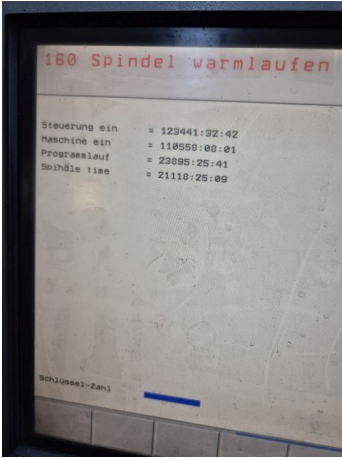 160 Spindel warmlaufen
Steuerung ein = 123441:32:42
Maschine ein = 110558:08:01
Programmlauf = 23895:25:41
Spindle time = 21118:25:09
Schlüssel-Zahl